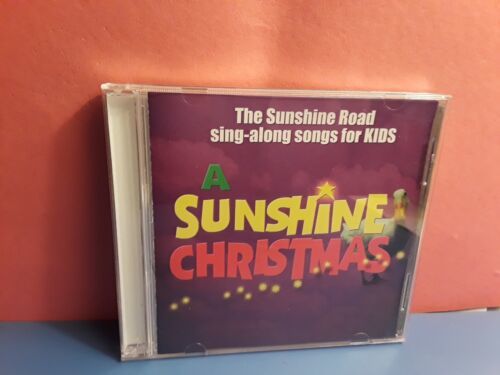 The Sunshine Road
sing-along songs for KIDS
A
SUNSHINE
CHRISTMAS